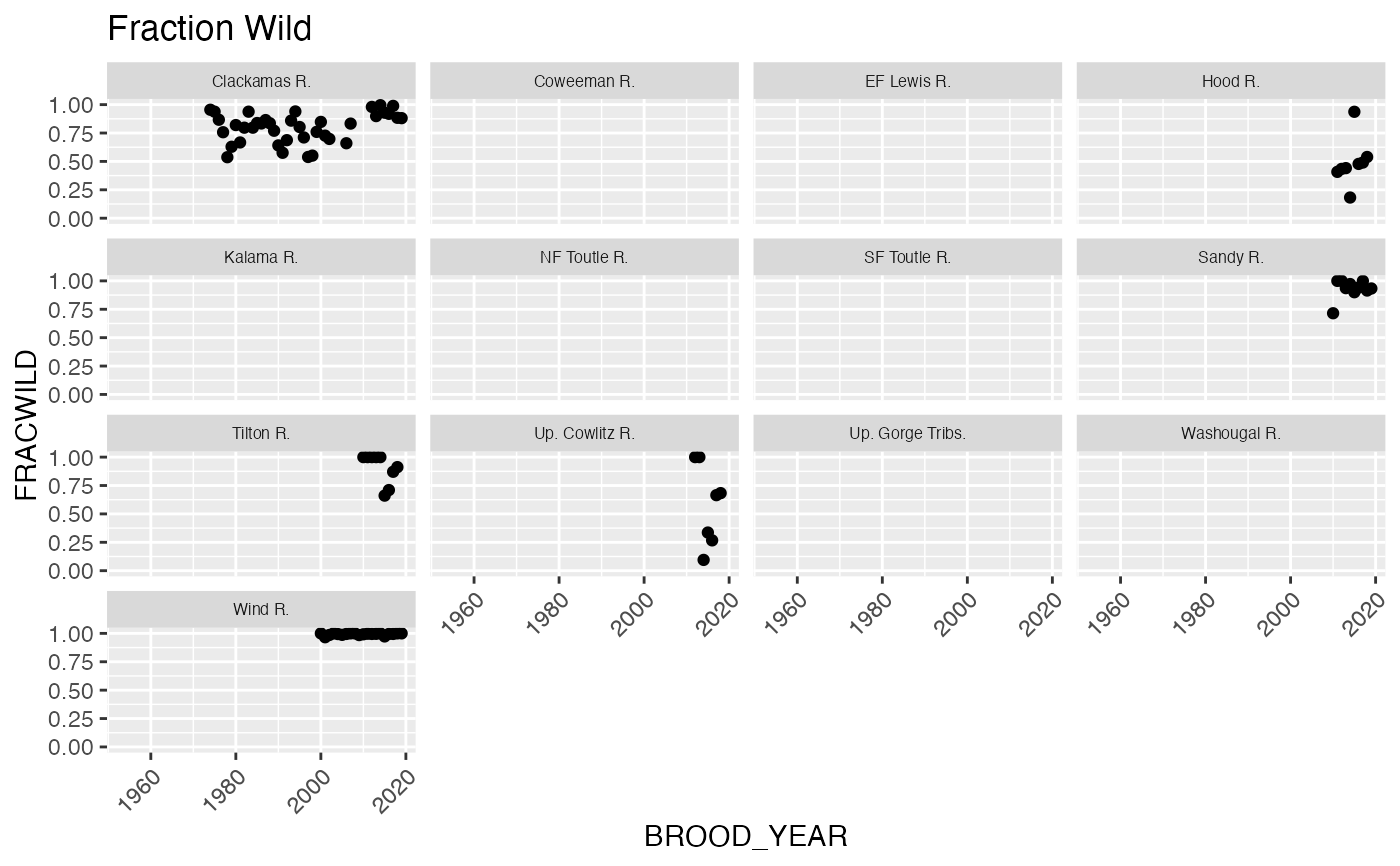 Fraction Wild
Clackamas R. Coweeman R. EF Lewis R. Hood R.
1.00
0.75
0.50
0.25
0.00
Kalama R. NF Toutle R. SF Toutle R. Sandy R.
1.00
0.75
0.50
0.25
0.00
Tilton R. Up. Cowlitz R. Up. Gorge Tribs. Washougal R.
1.00
0.75
0.50
0.25
0.00
1960 1980 2000 2020 1960 1980 2000 2020 1960 1980 2000 2020
Wind R.
1.00
0.75
0.50
0.25
0.00
1960 1980 2000 2020
FRACWILD
BROOD_YEAR